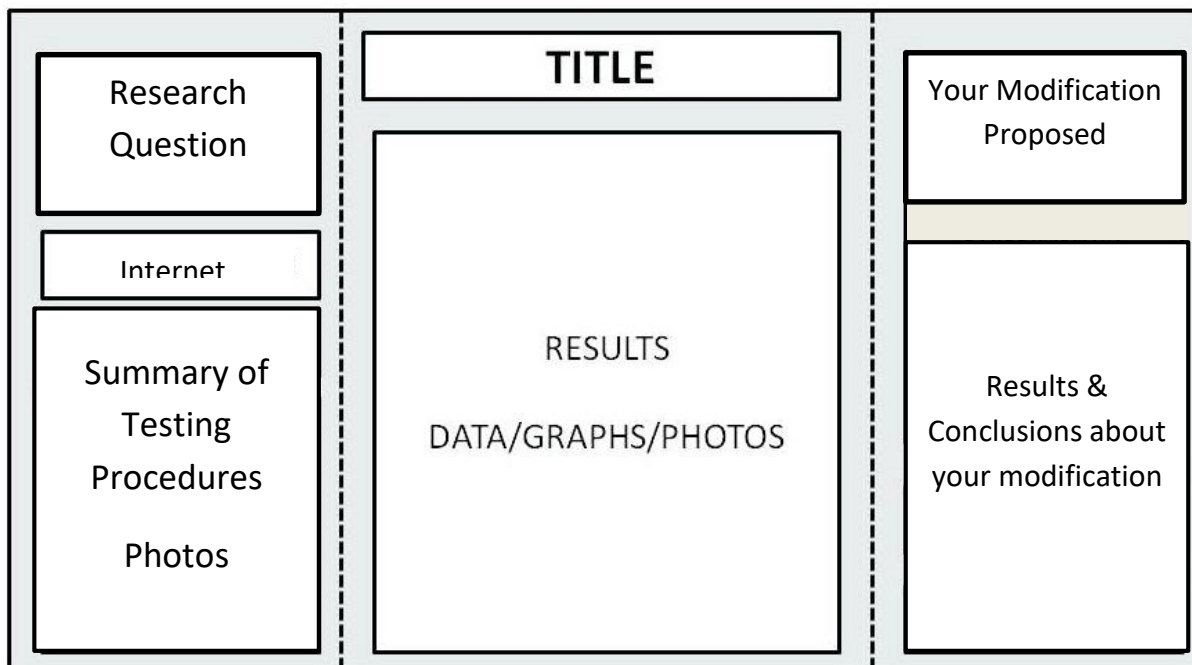 Research
Question
Internet
Summary of
Testing
Procedures
Photos
TITLE
RESULTS
DATA/GRAPHS/PHOTOS
Your Modification
Proposed
Results &
Conclusions about
your modification